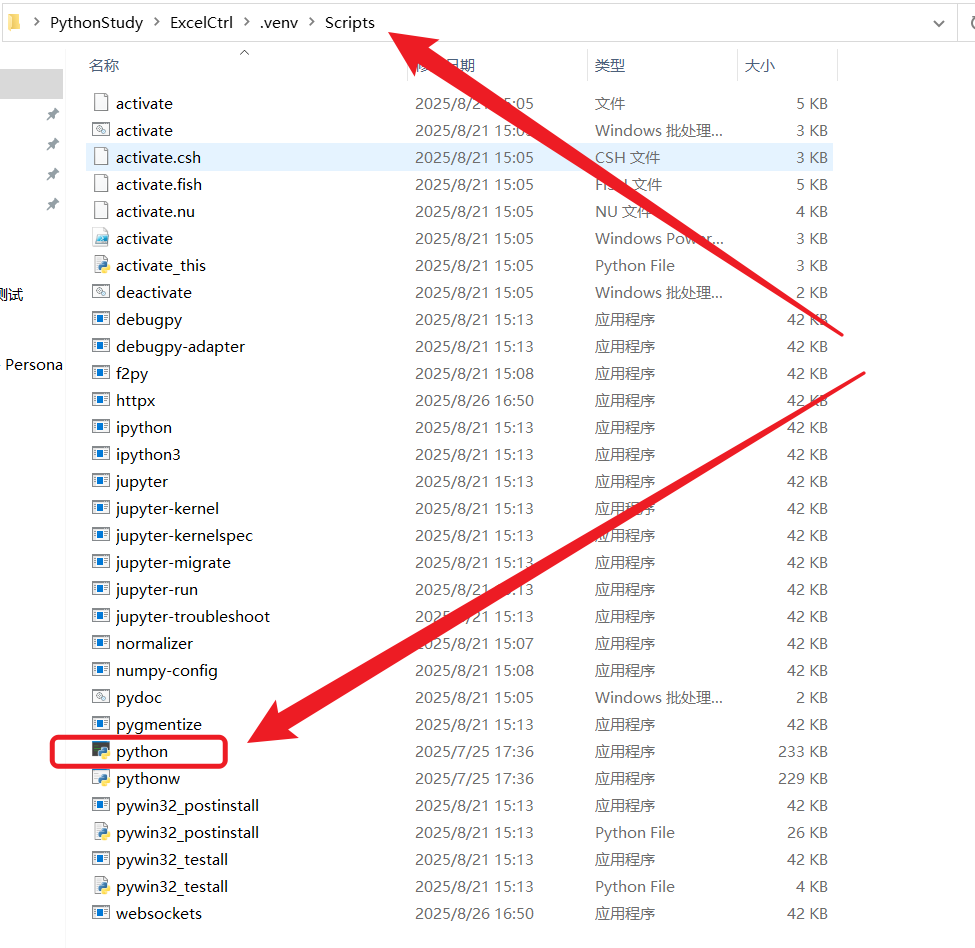 PythonStudy > ExcelCtrl > .venv > Scripts
名称 日期 类型 大小
activate 2025/8/21 15:05 文件 5 KB
activate 2025/8/21 15:05 Windows 批处理... 3 KB
activate.csh 2025/8/21 15:05 CSH 文件 3 KB
activate.fish 2025/8/21 15:05 FISH 文件 5 KB
activate.nu 2025/8/21 15:05 NU 文件 4 KB
activate 2025/8/21 15:05 Windows Power... 3 KB
activate_this 2025/8/21 15:05 Python File 3 KB
deactivate 2025/8/21 15:05 Windows 批处理... 2 KB
测试
debugpy 2025/8/21 15:13 应用程序 42 KB
debugpy-adapter 2025/8/21 15:13 应用程序 42 KB
Persona
f2py 2025/8/21 15:08 应用程序 42 KB
httpx 2025/8/26 16:50 应用程序 42 KB
ipython 2025/8/21 15:13 应用程序 42 KB
ipython3 2025/8/21 15:13 应用程序 42 KB
jupyter 2025/8/21 15:13 应用程序 42 KB
jupyter-kernel 2025/8/21 15:13 应用程序 42 KB
jupyter-kernelspec 2025/8/21 15:13 应用程序 42 KB
jupyter-migrate 2025/8/21 15:13 应用程序 42 KB
jupyter-run 2025/8/21 15:13 应用程序 42 KB
jupyter-troubleshoot 2025/8/21 15:13 应用程序 42 KB
normalizer 2025/8/21 15:07 应用程序 42 KB
numpy-config 2025/8/21 15:08 应用程序 42 KB
pydoc 2025/8/21 15:05 Windows 批处理... 2 KB
pygmentize 2025/8/21 15:13 应用程序 42 KB
python 2025/7/25 17:36 应用程序 233 KB
pythonw 2025/7/25 17:36 应用程序 229 KB
pywin32_postinstall 2025/8/21 15:13 应用程序 42 KB
pywin32_postinstall 2025/8/21 15:13 Python File 26 KB
pywin32_testall 2025/8/21 15:13 应用程序 42 KB
pywin32_testall 2025/8/21 15:13 Python File 4 KB
websockets 2025/8/26 16:50 应用程序 42 KB